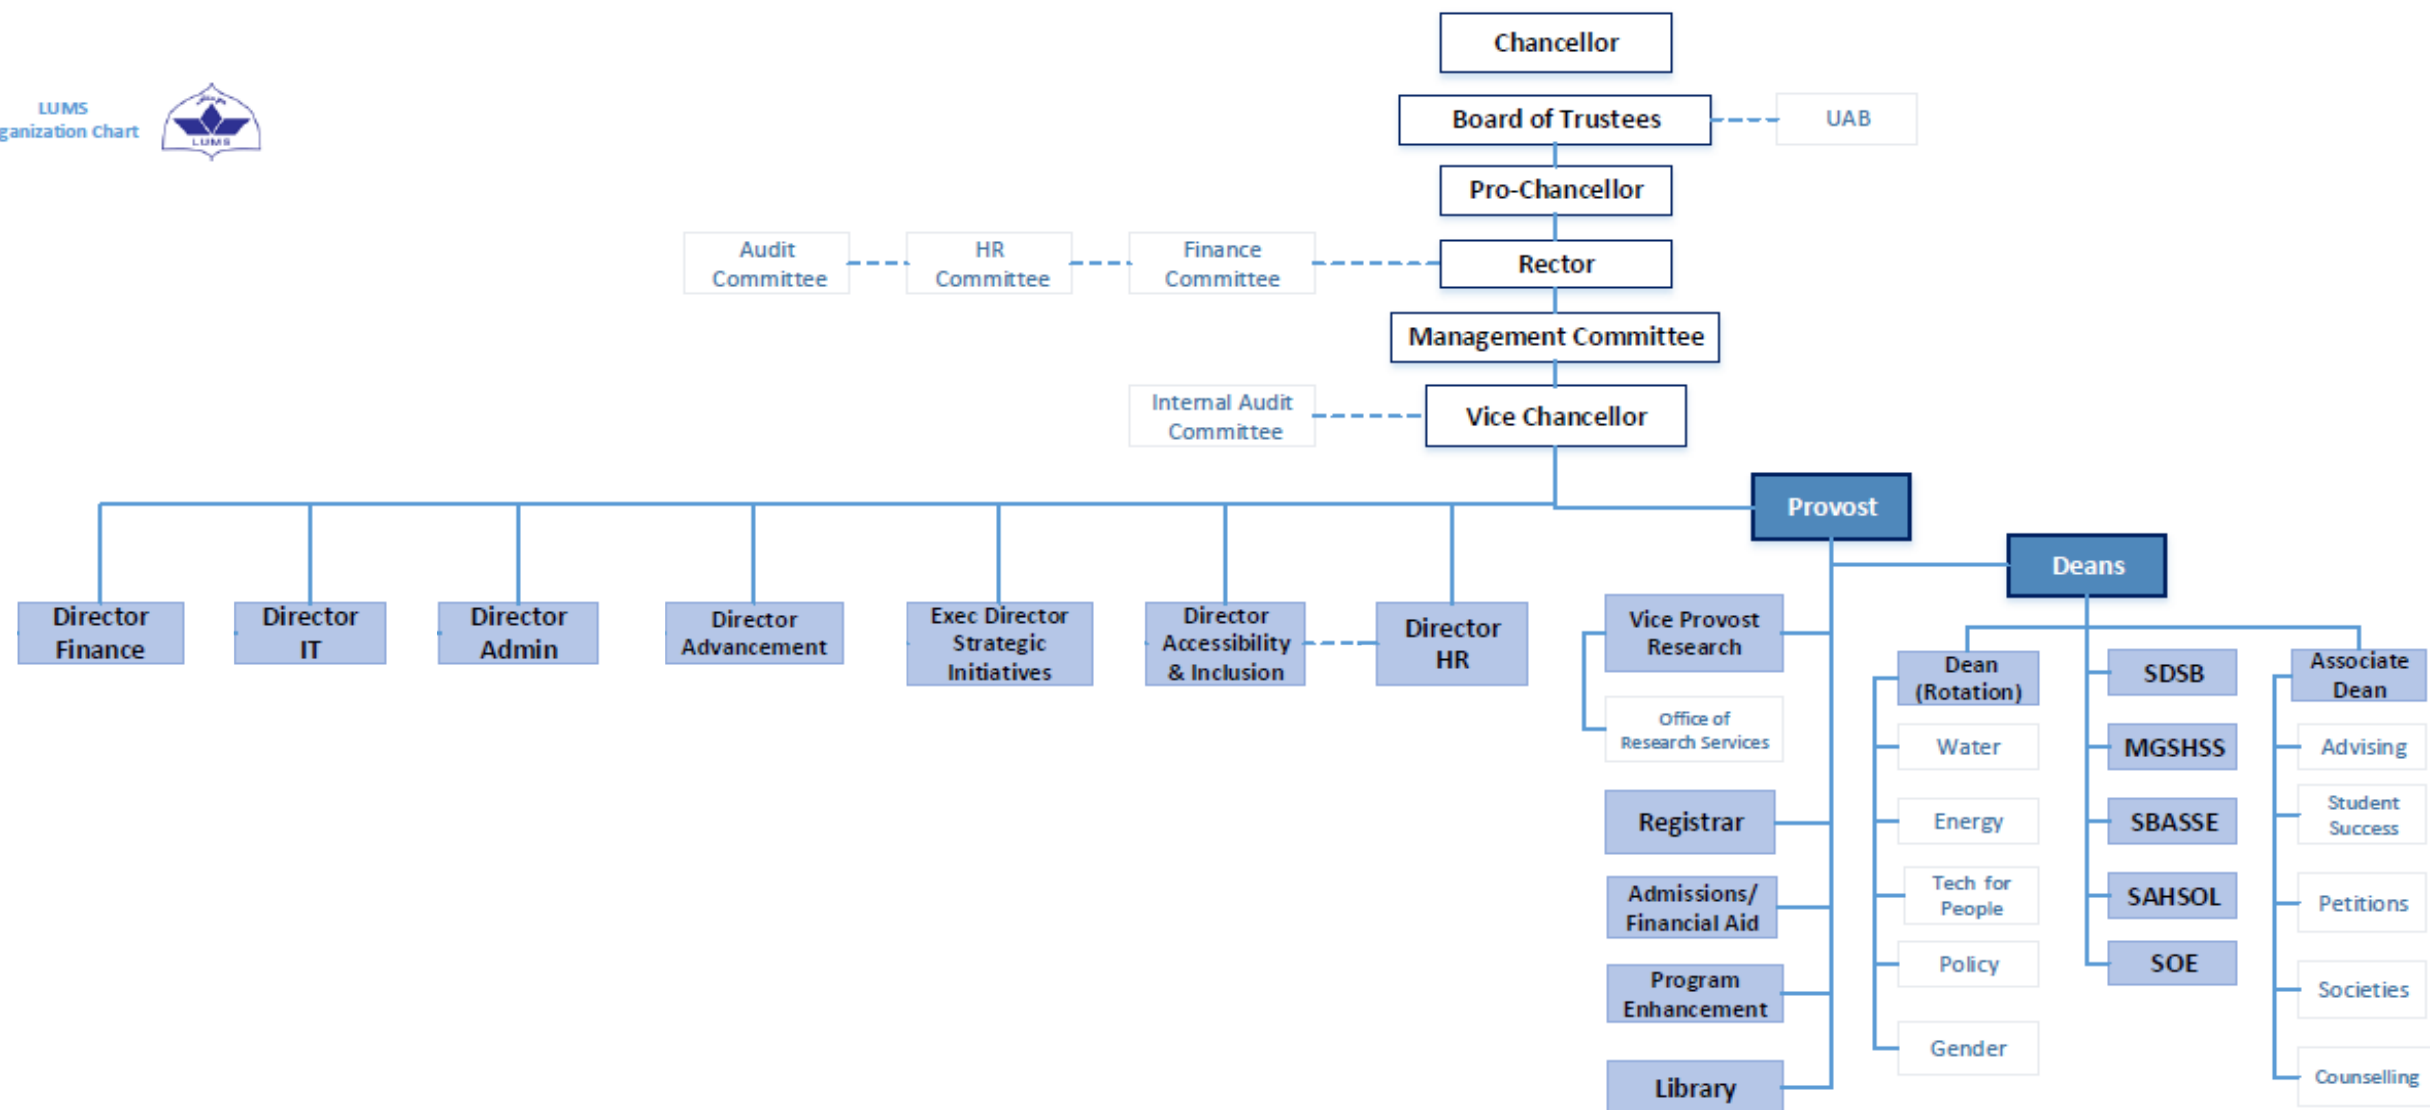 Chancellor
LUMS
ganization Chart
LUMS
Board of Trustees
UAB
Pro-Chancellor
Audit
Committee
HR
Committee
Finance
Committee
Rector
Management Committee
Internal Audit
Committee
Vice Chancellor
Provost
Deans
Director
Finance
Director
IT
Director
Admin
Director
Advancement
Exec Director
Strategic
Initiatives
Director
Accessibility
& Inclusion
Director
HR
Vice Provost
Research
Office of
Research Services
Registrar
Admissions/
Financial Aid
Program
Enhancement
Library
Dean
(Rotation)
Water
Energy
Tech for
People
Policy
Gender
SDSB
MGSHSS
SBASSE
SAHSOL
SOE
Associate
Dean
Advising
Student
Success
Petitions
Societies
Counselling